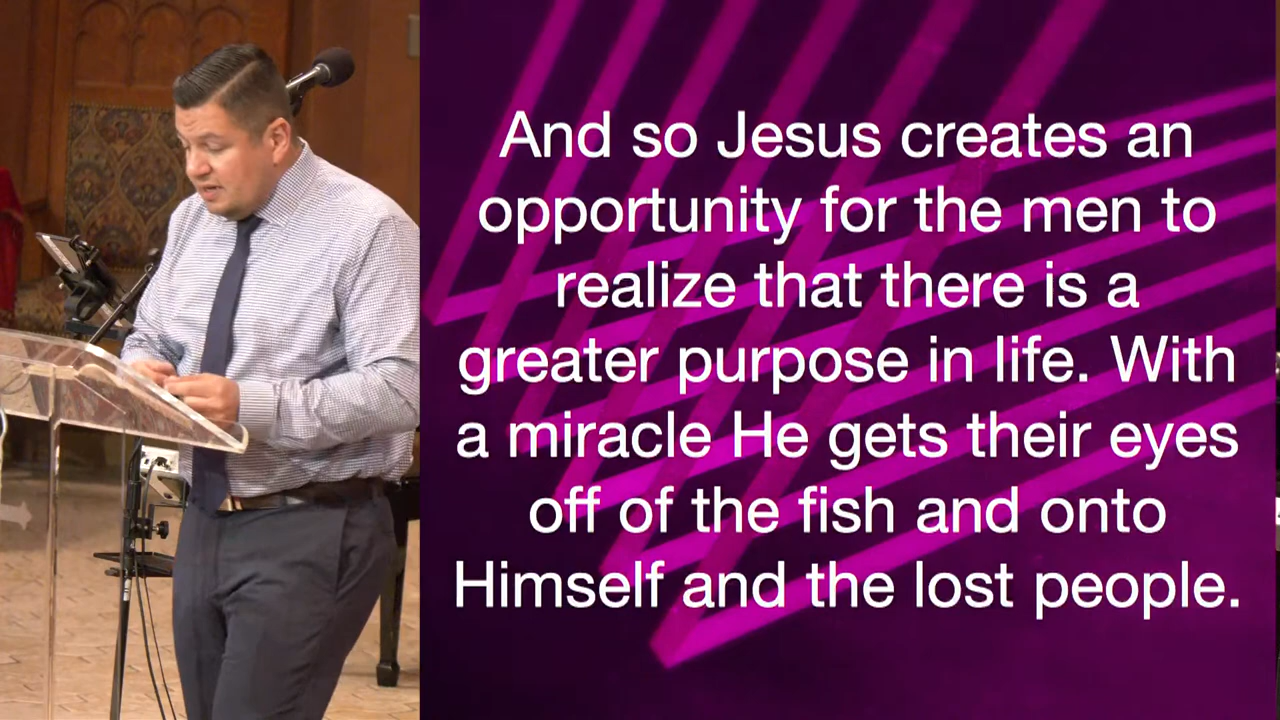 And so Jesus creates an
opportunity for the men to
realize that there is a
greater purpose in life. With
a miracle He gets their eyes
off of the fish and onto
Himself and the lost people.